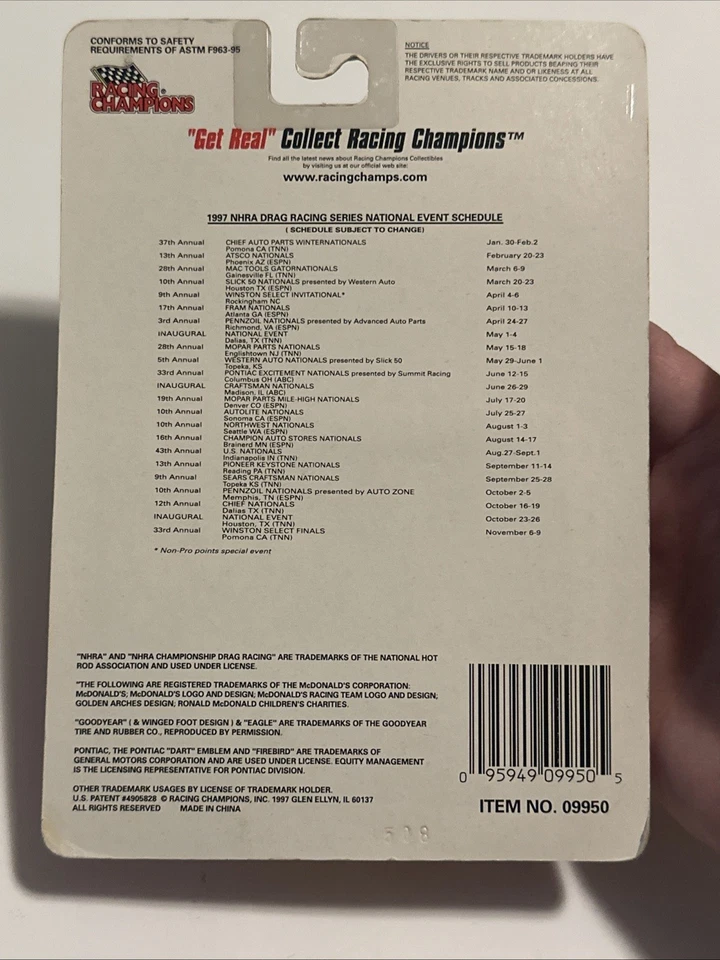 CONFORMS TO SAFETY
REQUIREMENTS OF ASTM F963-95
RACING
CHAMPIONS
NOTICE
THE DRIVERS OR THEIR RESPECTIVE TRADEMARK HOLDERS HAVE
THE EXCLUSIVE RIGHTS TO SELL PRODUCTS BEARING THEIR
RESPECTIVE TRADEMARK NAME AND OR LIKENESS AT ALL
RACING VENUES, TRACKS AND ASSOCIATED CONCESSIONS.
"Get Real" Collect Racing Champions™
Find all the latest news about Racing Champions Collectibles
by visiting us at our official web site:
www.racingchamps.com
1997 NHRA DRAG RACING SERIES NATIONAL EVENT SCHEDULE
( SCHEDULE SUBJECT TO CHANGE)
37th Annual CHIEF AUTO PARTS WINTERNATIONALS Jan. 30-Feb.2
Pomona CA (TNN)
13th Annual ATSCO NATIONALS February 20-23
Phoenix AZ (ESPN)
28th Annual MAC TOOLS GATORNATIONALS March 6-9
Gainesville FL (TNN)
10th Annual SLICK 50 NATIONALS presented by Western Auto March 20-23
Houston TX (ESPN)
9th Annual WINSTON SELECT INVITATIONAL* April 4-6
Rockingham NC
17th Annual FRAM NATIONALS April 10-13
Atlanta GA (ESPN)
3rd Annual PENNZOIL NATIONALS presented by Advanced Auto Parts April 24-27
Richmond, VA (ESPN)
INAUGURAL NATIONAL EVENT May 1-4
Dallas, TX (TNN)
28th Annual MOPAR PARTS NATIONALS May 15-18
Englishtown NJ (TNN)
5th Annual WESTERN AUTO NATIONALS presented by Slick 50 May 29-June 1
Topeka, KS
33rd Annual PONTIAC EXCITEMENT NATIONALS presented by Summit Racing June 12-15
Columbus OH (ABC)
INAUGURAL CRAFTSMAN NATIONALS June 26-29
Madison, IL (ABC)
19th Annual MOPAR PARTS MILE-HIGH NATIONALS July 17-20
Denver CO (ESPN)
10th Annual AUTOLITE NATIONALS July 25-27
Sonoma CA (ESPN)
10th Annual NORTHWEST NATIONALS August 1-3
Seattle WA (ESPN)
16th Annual CHAMPION AUTO STORES NATIONALS August 14-17
Brainerd MN (ESPN)
43th Annual U.S. NATIONALS Aug.27-Sept.1
Indianapolis IN (TNN)
13th Annual PIONEER KEYSTONE NATIONALS September 11-14
Reading PA (TNN)
9th Annual SEARS CRAFTSMAN NATIONALS September 25-28
Topeka KS (TNN)
10th Annual PENNZOIL NATIONALS presented by AUTO ZONE October 2-5
Memphis, TN (ESPN)
12th Annual CHIEF NATIONALS October 16-19
Dallas TX (TNN)
INAUGURAL NATIONAL EVENT October 23-26
Houston, TX (TNN)
33rd Annual WINSTON SELECT FINALS November 6-9
Pomona CA (TNN)
* Non-Pro points special event
"NHRA" AND "NHRA CHAMPIONSHIP DRAG RACING" ARE TRADEMARKS OF THE NATIONAL HOT
ROD ASSOCIATION AND USED UNDER LICENSE.
"THE FOLLOWING ARE REGISTERED TRADEMARKS OF THE McDONALD'S CORPORATION:
McDONALD'S; McDONALD'S LOGO AND DESIGN; McDONALD'S RACING TEAM LOGO AND DESIGN;
GOLDEN ARCHES DESIGN; RONALD McDONALD CHILDREN'S CHARITIES.
"GOODYEAR" ( & WINGED FOOT DESIGN ) & "EAGLE" ARE TRADEMARKS OF THE GOODYEAR
TIRE AND RUBBER CO., REPRODUCED BY PERMISSION.
PONTIAC, THE PONTIAC "DART" EMBLEM AND "FIREBIRD" ARE TRADEMARKS OF
GENERAL MOTORS CORPORATION AND ARE USED UNDER LICENSE. EQUITY MANAGEMENT
IS THE LICENSING REPRESENTATIVE FOR PONTIAC DIVISION.
OTHER TRADEMARK USAGES BY LICENSE OF TRADEMARK HOLDER.
U.S. PATENT #4905828 © RACING CHAMPIONS, INC. 1997 GLEN ELLYN, IL 60137
ALL RIGHTS RESERVED MADE IN CHINA
0 95949 09950 5
ITEM NO. 09950